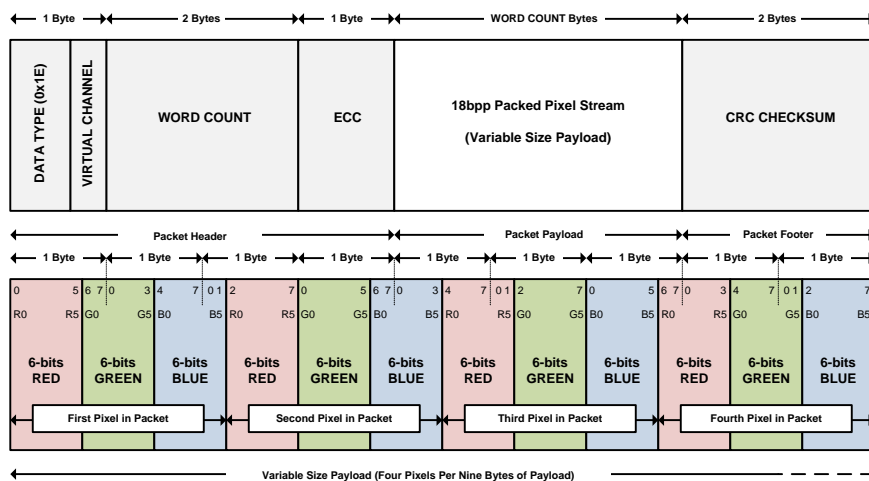 1 Byte 2 Bytes 1 Byte WORD COUNT Bytes 2 Bytes
DATA TYPE (0x1E)
VIRTUAL CHANNEL
WORD COUNT
ECC
18bpp Packed Pixel Stream
(Variable Size Payload)
CRC CHECKSUM
Packet Header Packet Payload Packet Footer
1 Byte 1 Byte 1 Byte 1 Byte 1 Byte 1 Byte 1 Byte 1 Byte 1 Byte
0 5 6 7 0 3 4 7 0 1 2 7 0 5 6 7 0 3 4 7 0 1 2 7 0 5 6 7 0 3 4 7 0 1 2 7
R0 R5 G0 G5 B0 B5 R0 R5 G0 G5 B0 B5 R0 R5 G0 G5 B0 B5 R0 R5 G0 G5 B0 B5
6-bits 6-bits 6-bits 6-bits 6-bits 6-bits 6-bits 6-bits 6-bits 6-bits 6-bits 6-bits
RED GREEN BLUE RED GREEN BLUE RED GREEN BLUE RED GREEN BLUE
First Pixel in Packet Second Pixel in Packet Third Pixel in Packet Fourth Pixel in Packet
Variable Size Payload (Four Pixels Per Nine Bytes of Payload)